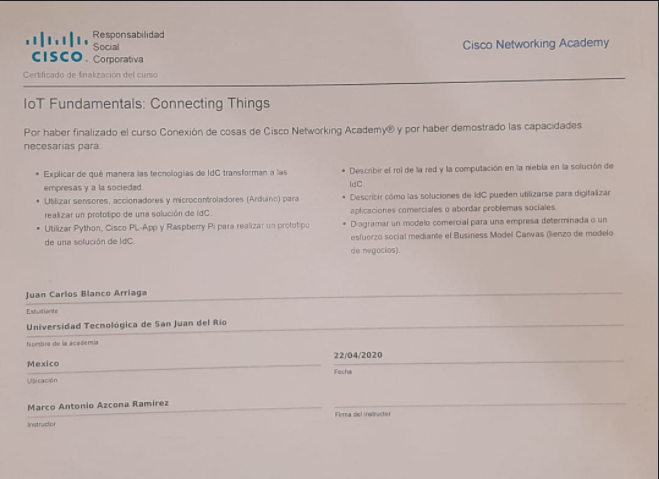 Responsabilidad
Social
CISCO. Corporativa
Cisco Networking Academy
Certificado de finalización del curso
IoT Fundamentals: Connecting Things
Por haber finalizado el curso Conexión de cosas de Cisco Networking Academy® y por haber demostrado las capacidades
necesarias para:
• Explicar de qué manera las tecnologías de IdC transforman a las
empresas y a la sociedad.
• Utilizar sensores, accionadores y microcontroladores (Arduino) para
realizar un prototipo de una solución de IdC.
• Utilizar Python, Cisco PL-App y Raspberry Pi para realizar un prototipo
de una solución de IdC.
• Describir el rol de la red y la computación en la niebla en la solución de
IdC.
• Describir cómo las soluciones de IdC pueden utilizarse para digitalizar
aplicaciones comerciales o abordar problemas sociales.
• Diagramar un modelo comercial para una empresa determinada o un
esfuerzo social mediante el Business Model Canvas (lienzo de modelo
de negocios).
Juan Carlos Blanco Arriaga
Estudiante
Universidad Tecnológica de San Juan del Río
Nombre de la academia
Mexico
Ubicación
22/04/2020
Fecha
Marco Antonio Azcona Ramírez
Instructor
Firma del instructor